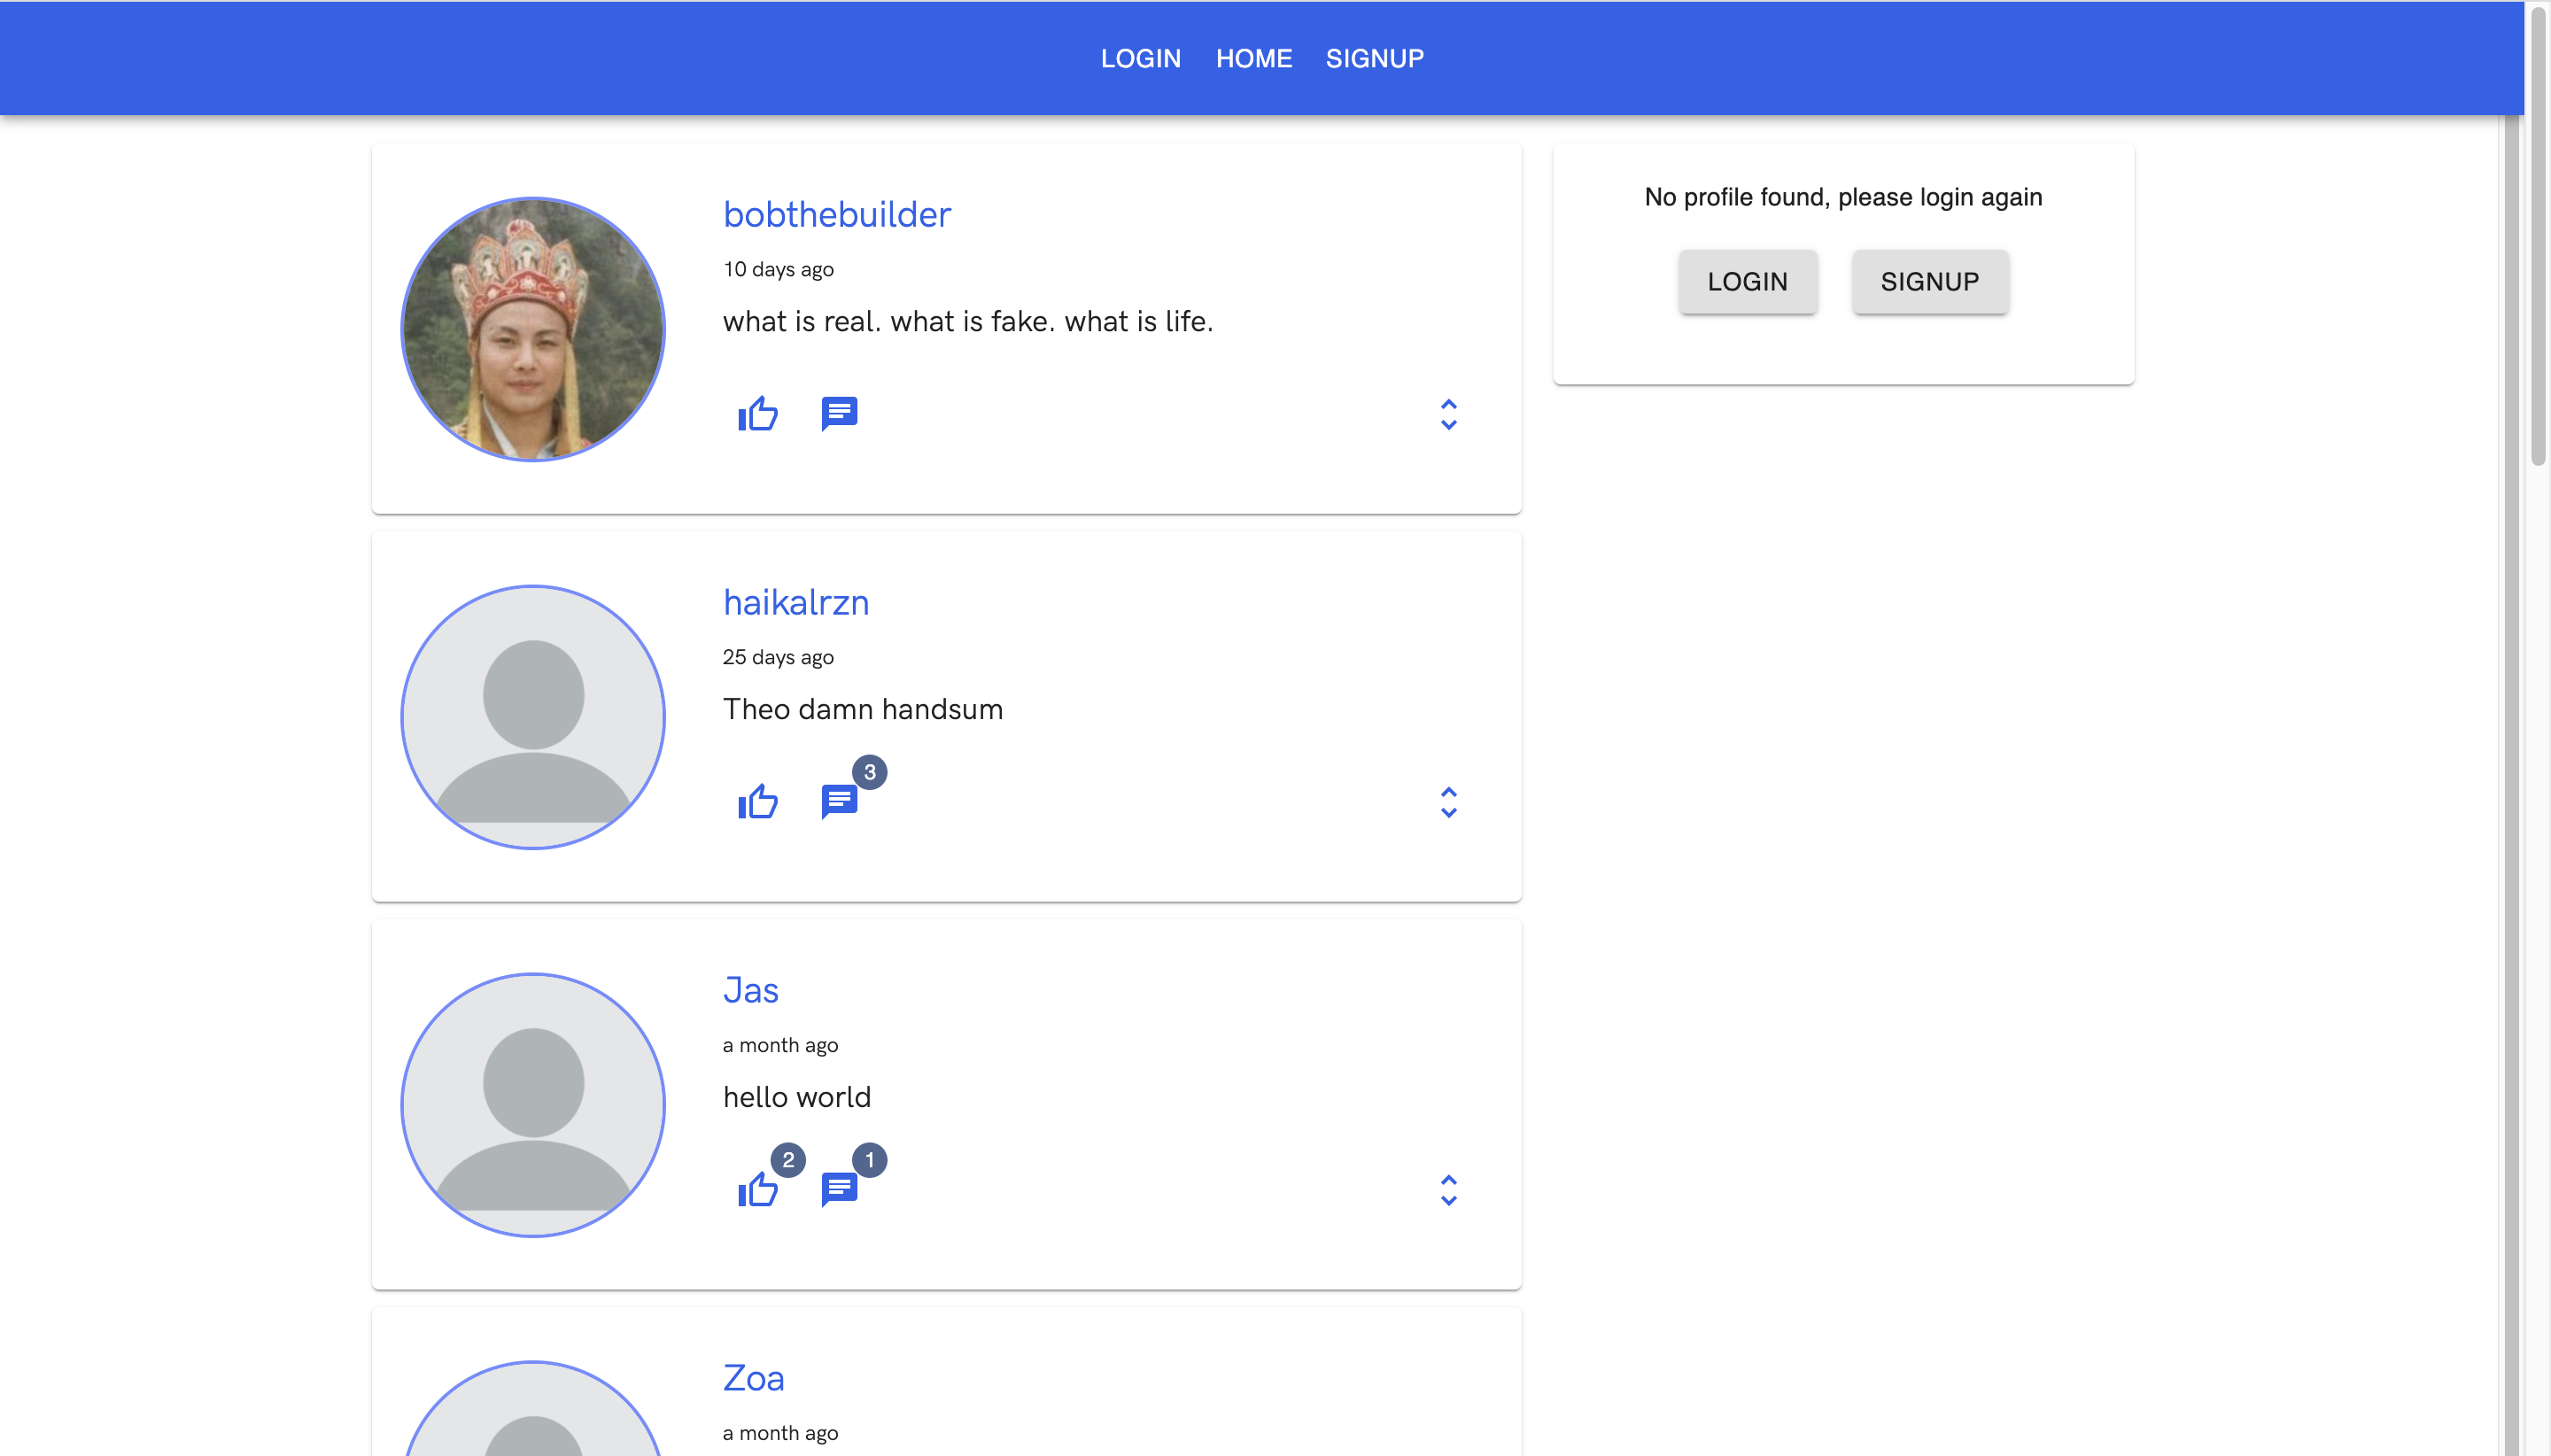 LOGIN HOME SIGNUP
bobthebuilder
10 days ago
what is real. what is fake. what is life.
No profile found, please login again
LOGIN SIGNUP
haikalrzn
25 days ago
Theo damn handsum
3
Jas
a month ago
hello world
2 1
Zoa
a month ago